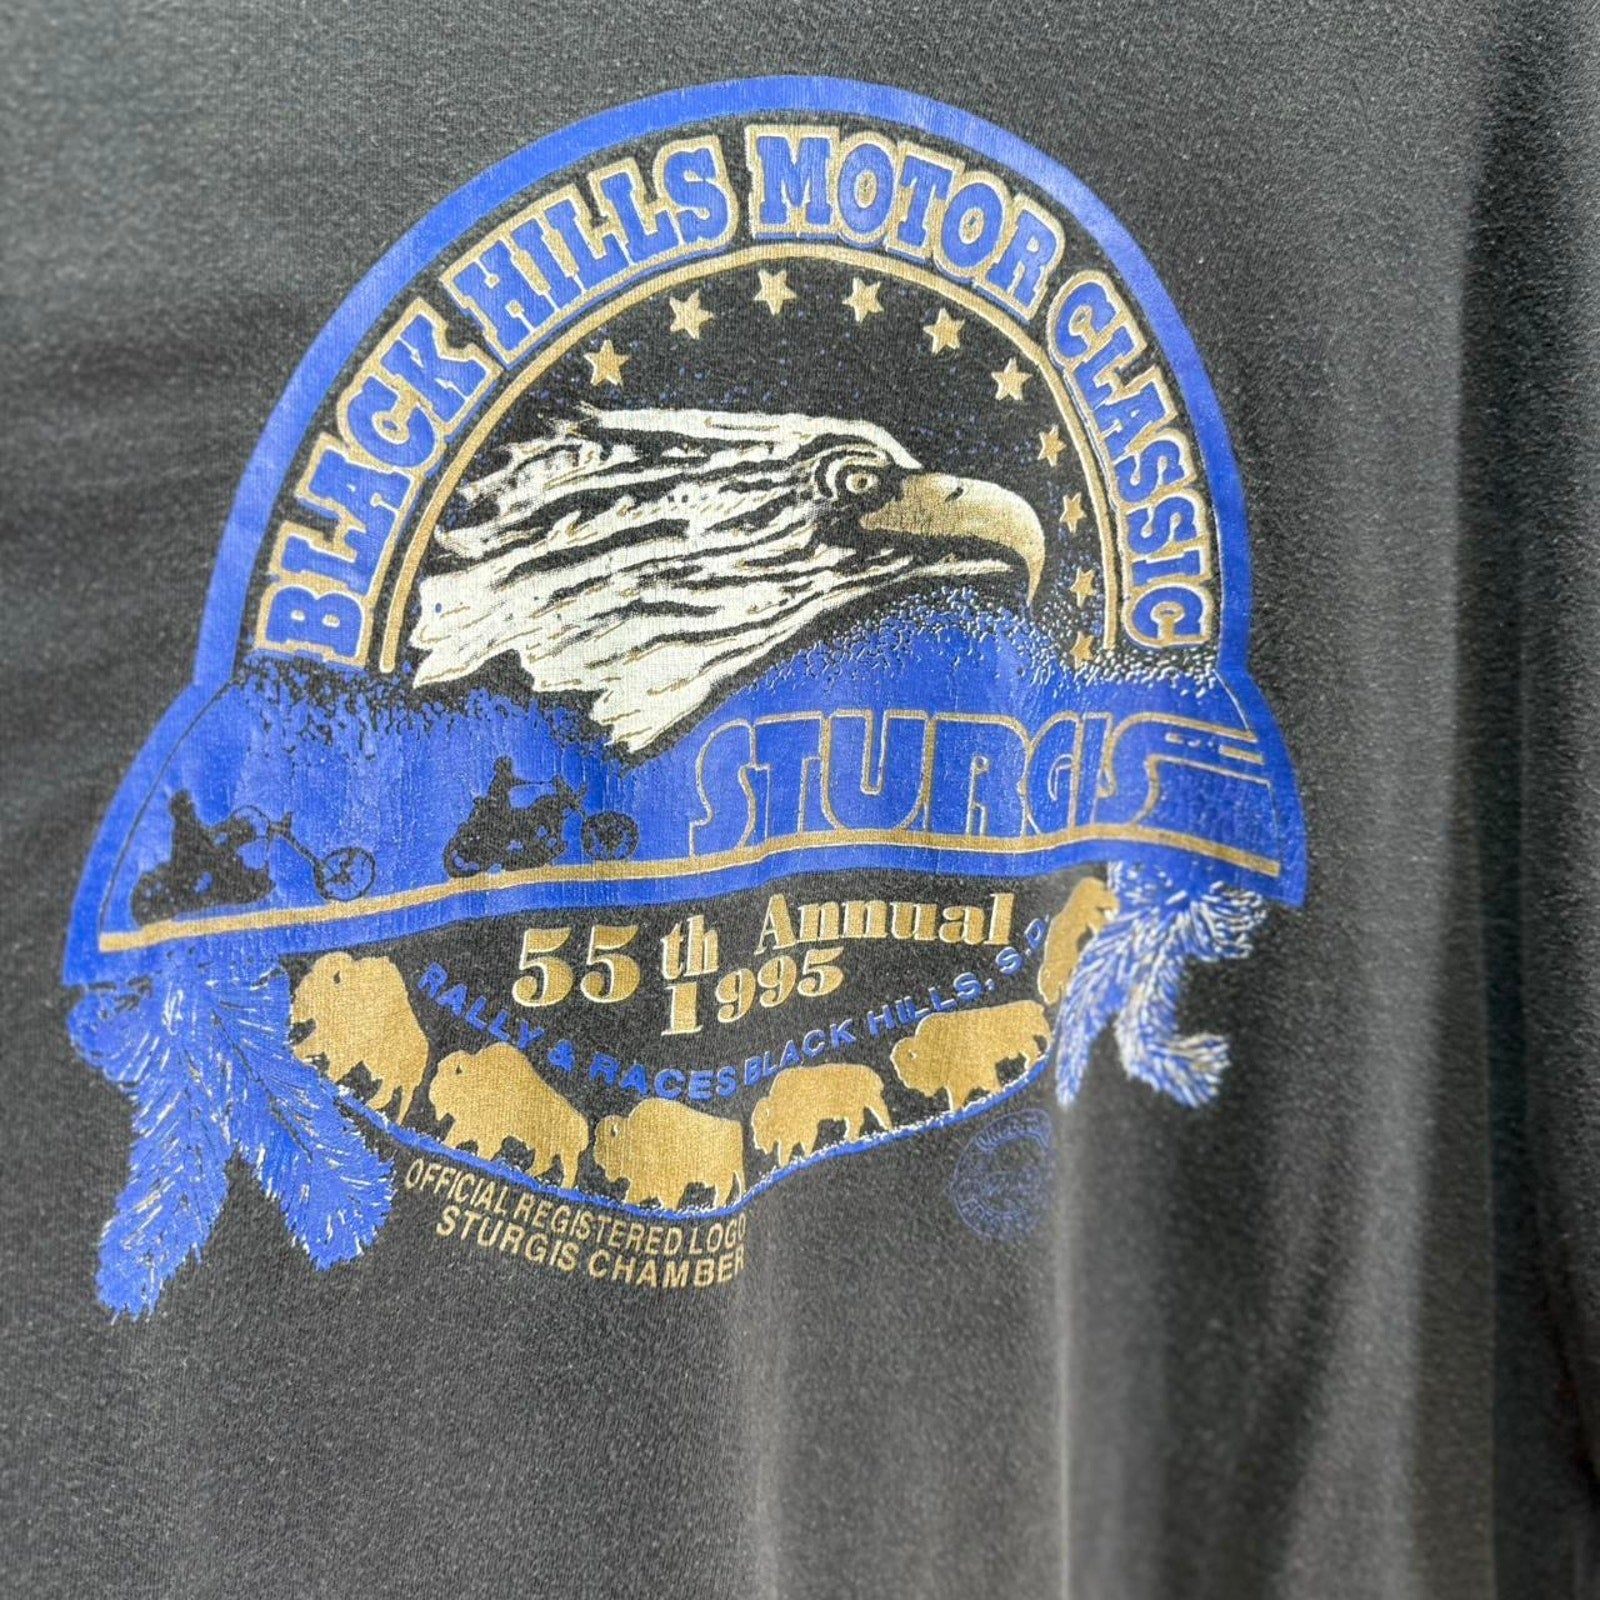 BLACK HILLS MOTOR CLASSIC
STURGIS
55th Annual
1995
RALLY & RACES BLACK HILLS, S.D.
OFFICIAL REGISTERED LOGO
STURGIS CHAMBER